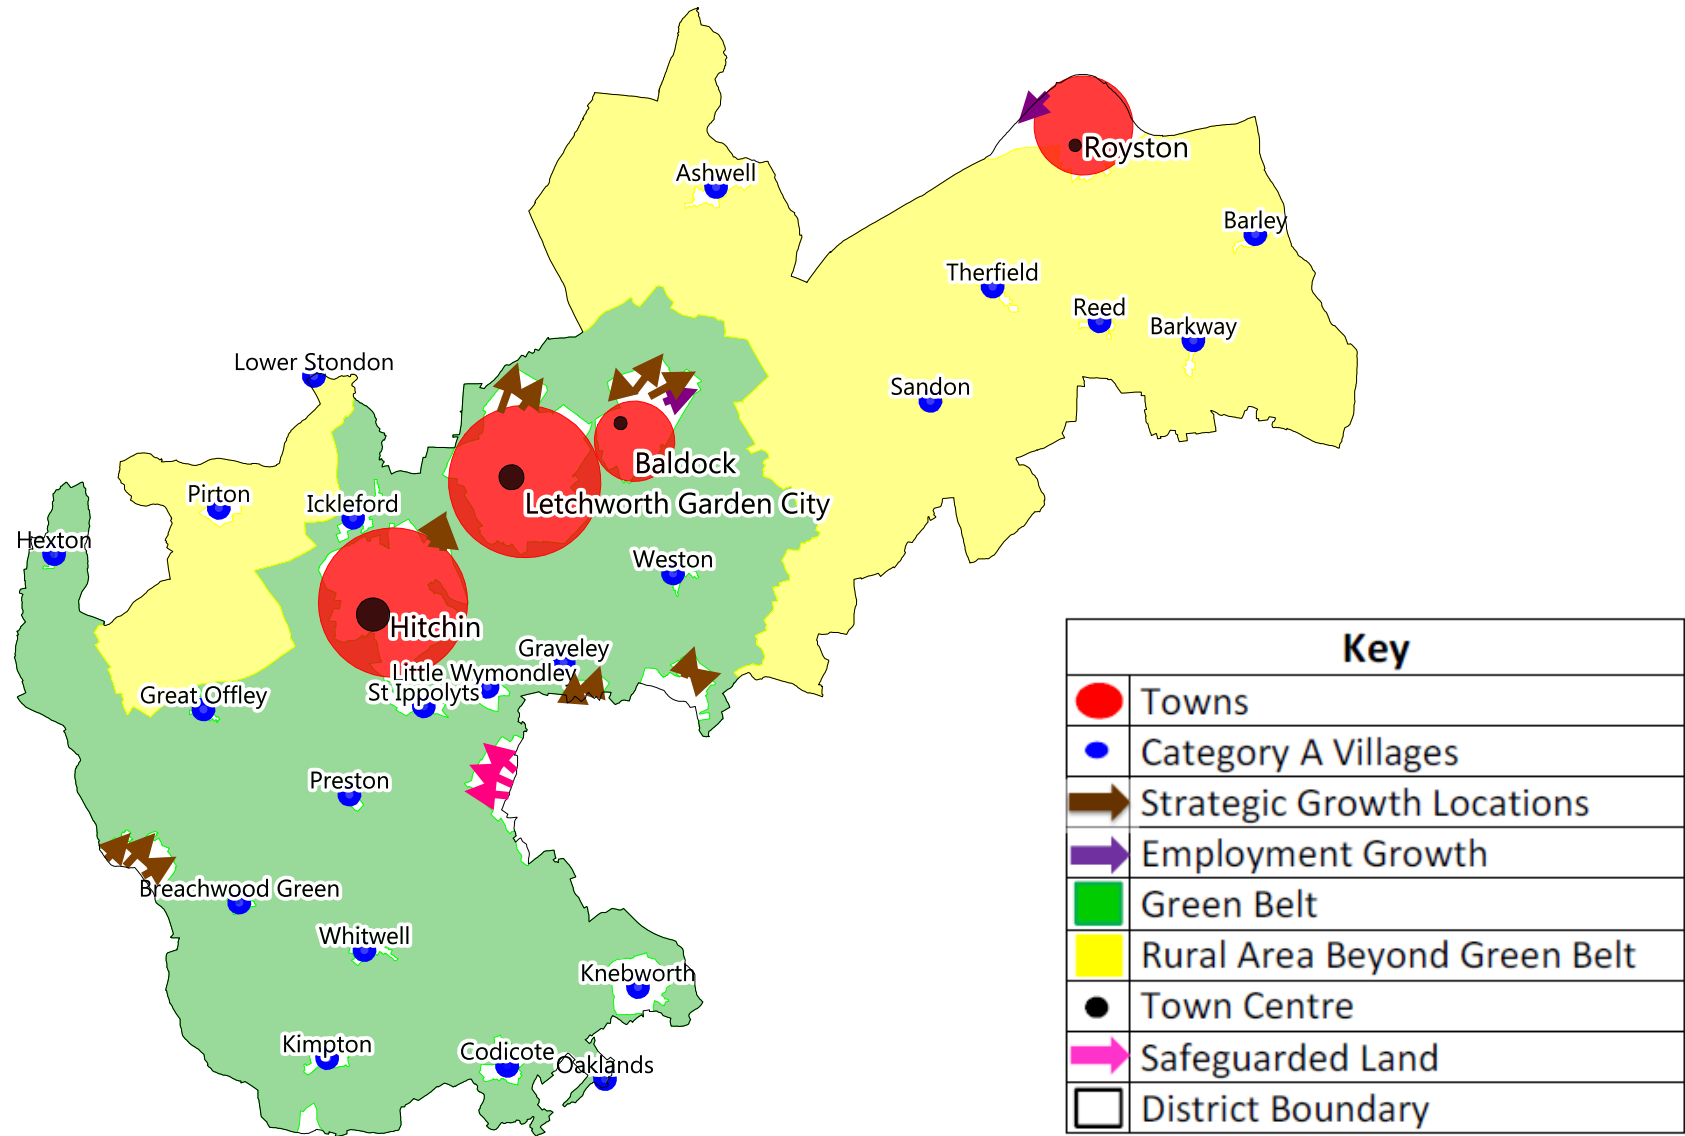 Royston
Ashwell
Barley
Therfield
Reed
Barkway
Lower Stondon
Sandon
Baldock
Pirton
Ickleford
Letchworth Garden City
Hexton
Weston
Hitchin
Graveley
Little Wymondley
St Ippolyts
Great Offley
Preston
Breachwood Green
Whitwell
Knebworth
Kimpton
Codicote
Oaklands
Key
Towns
Category A Villages
Strategic Growth Locations
Employment Growth
Green Belt
Rural Area Beyond Green Belt
Town Centre
Safeguarded Land
District Boundary